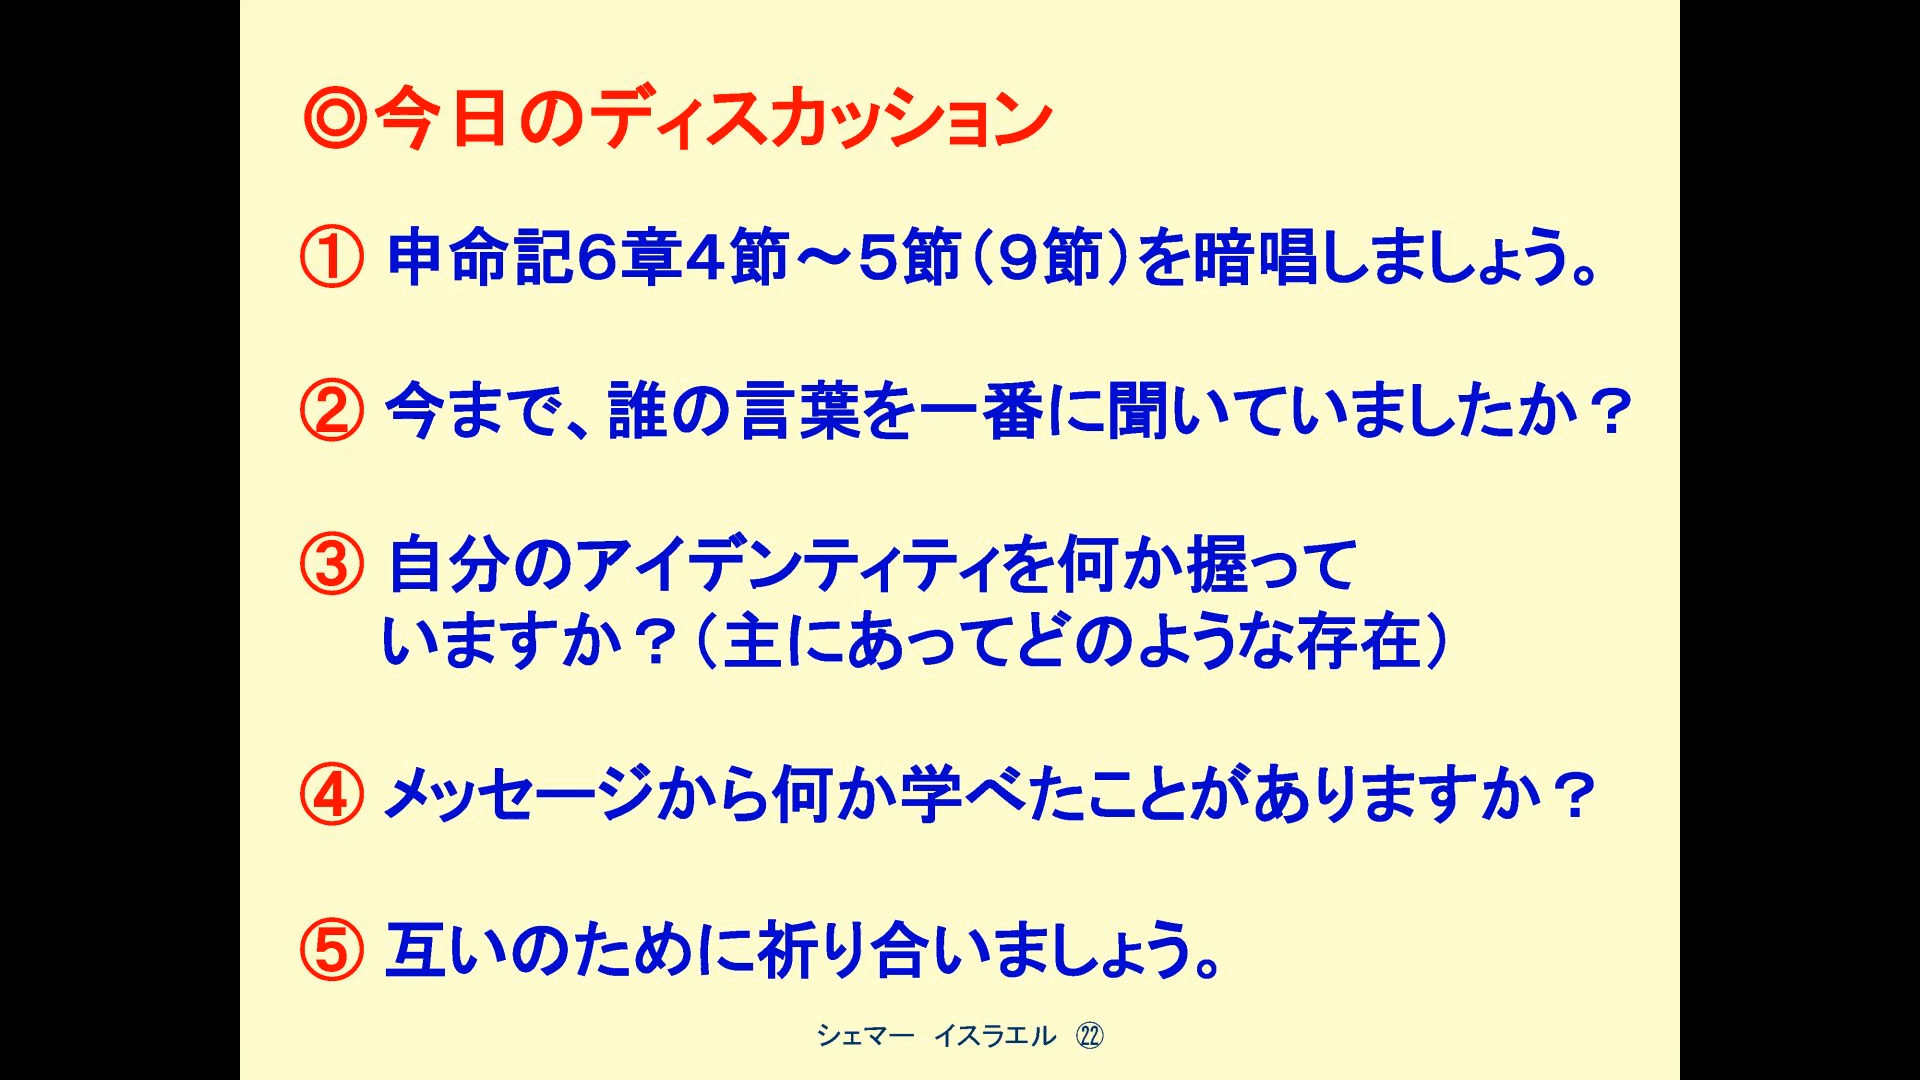 ◎今日のディスカッション
① 申命記6章4節～5節（9節）を暗唱しましょう。
② 今まで、誰の言葉を一番に聞いていましたか？
③ 自分のアイデンティティを何か握って
いますか？（主にあってどのような存在）
④ メッセージから何か学べたことがありますか？
⑤ 互いのために祈り合いましょう。
シェマー　イスラエル　㉒